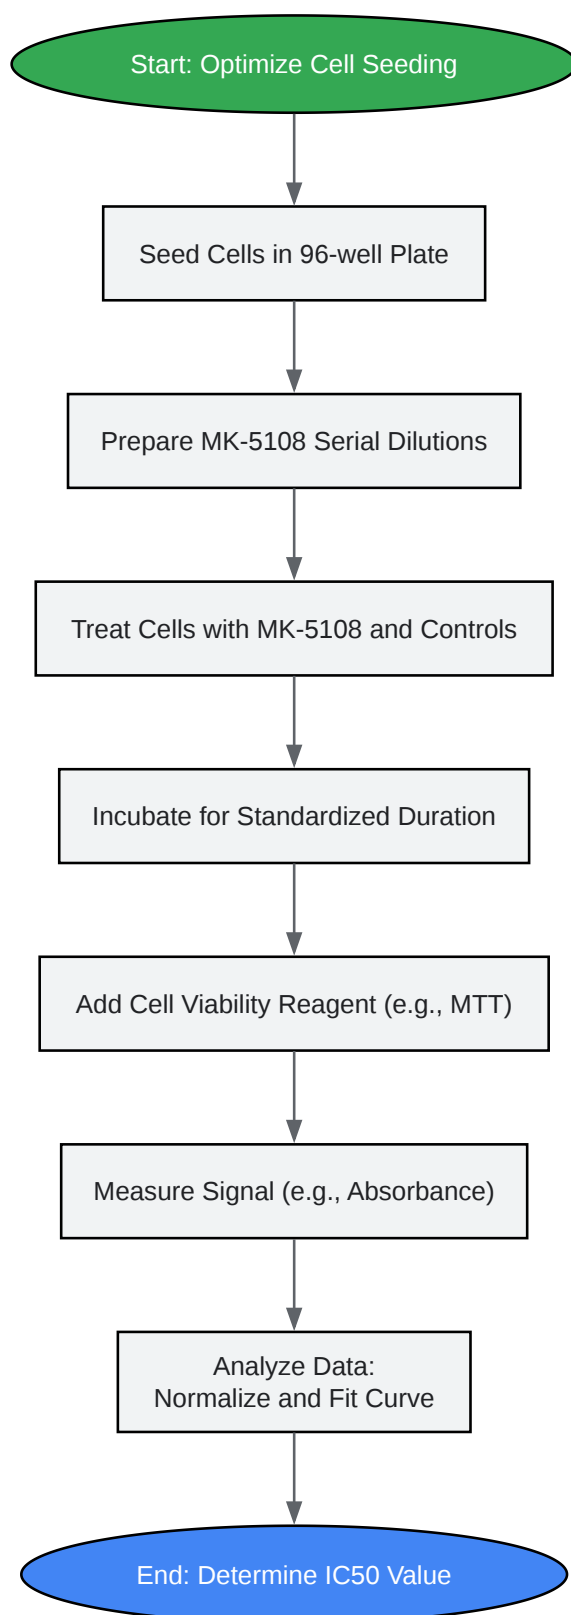 Start: Optimize Cell Seeding
Seed Cells in 96-well Plate
Prepare MK-5108 Serial Dilutions
Treat Cells with MK-5108 and Controls
Incubate for Standardized Duration
Add Cell Viability Reagent (e.g., MTT)
Measure Signal (e.g., Absorbance)
Analyze Data:
Normalize and Fit Curve
End: Determine IC50 Value